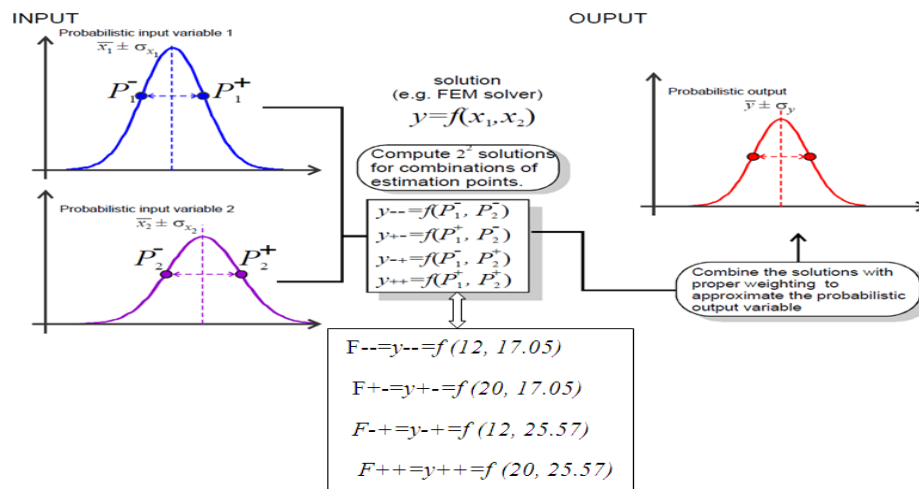 INPUT
Probabilistic input variable 1
x̅₁ ± σₓ₁
P₁⁻ P₁⁺
Probabilistic input variable 2
x̅₂ ± σₓ₂
P₂⁻ P₂⁺
solution
(e.g. FEM solver)
y=f(x₁,x₂)
Compute 2² solutions
for combinations of
estimation points.
y--=f(P₁⁻, P₂⁻)
y+-=f(P₁⁺, P₂⁻)
y-+=f(P₁⁻, P₂⁺)
y++=f(P₁⁺, P₂⁺)
F--=y--=f (12, 17.05)
F+-=y+-=f (20, 17.05)
F-+=y-+=f (12, 25.57)
F++=y++=f (20, 25.57)
OUPUT
Probabilistic output
y̅ ± σᵧ
Combine the solutions with
proper weighting to
approximate the probabilistic
output variable